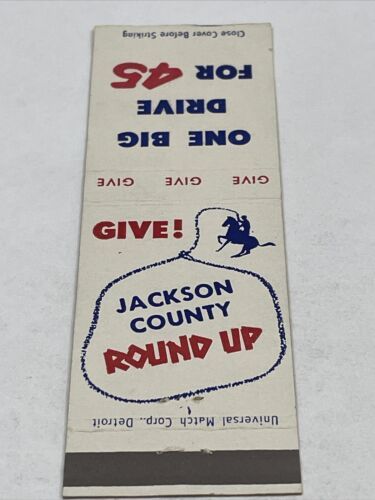 Close Cover Before Striking
ONE BIG
DRIVE
FOR 45
GIVE GIVE GIVE
GIVE!
JACKSON
COUNTY
ROUND UP
Universal Match Corp., Detroit